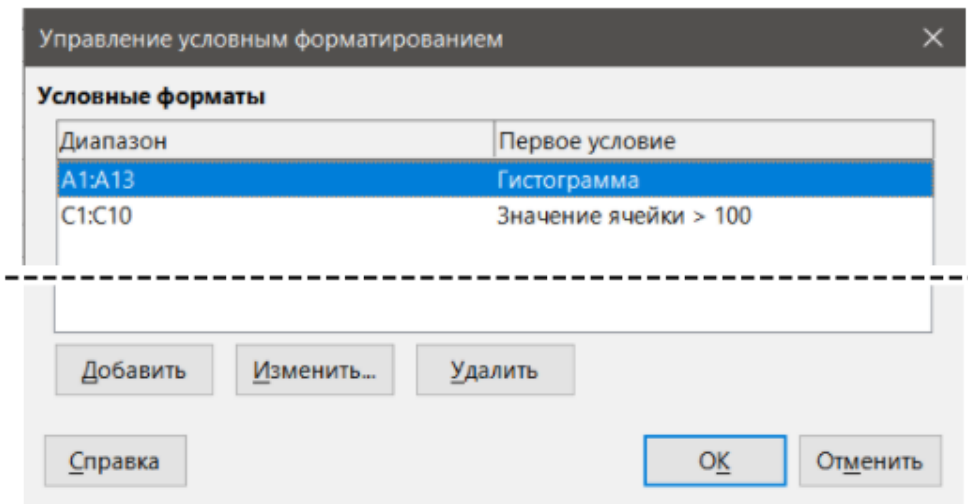 Управление условным форматированием
Условные форматы
Диапазон Первое условие
A1:A13 Гистограмма
C1:C10 Значение ячейки > 100
Добавить Изменить... Удалить
Справка OK Отменить